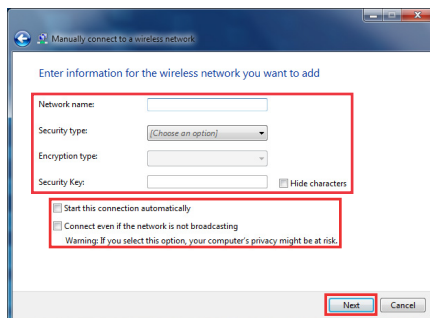 Manually connect to a wireless network
Enter information for the wireless network you want to add
Network name:
Security type:
[Choose an option]
Encryption type:
Security Key:
Hide characters
Start this connection automatically
Connect even if the network is not broadcasting
Warning: If you select this option, your computer's privacy might be at risk.
Next
Cancel